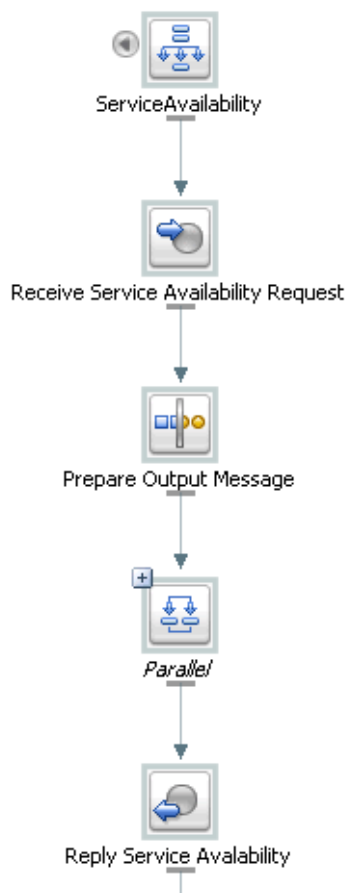 ServiceAvailability
Receive Service Availability Request
Prepare Output Message
Parallel
Reply Service Avalability